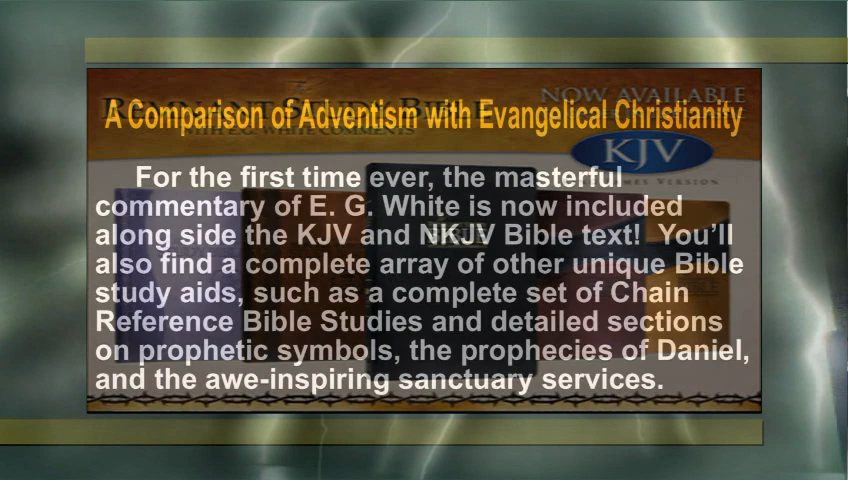 NOW AVAILABLE
A Comparison of Adventism with Evangelical Christianity
KJV
For the first time ever, the masterful
commentary of E. G. White is now included
along side the KJV and NKJV Bible text! You'll
also find a complete array of other unique Bible
study aids, such as a complete set of Chain
Reference Bible Studies and detailed sections
on prophetic symbols, the prophecies of Daniel,
and the awe-inspiring sanctuary services.